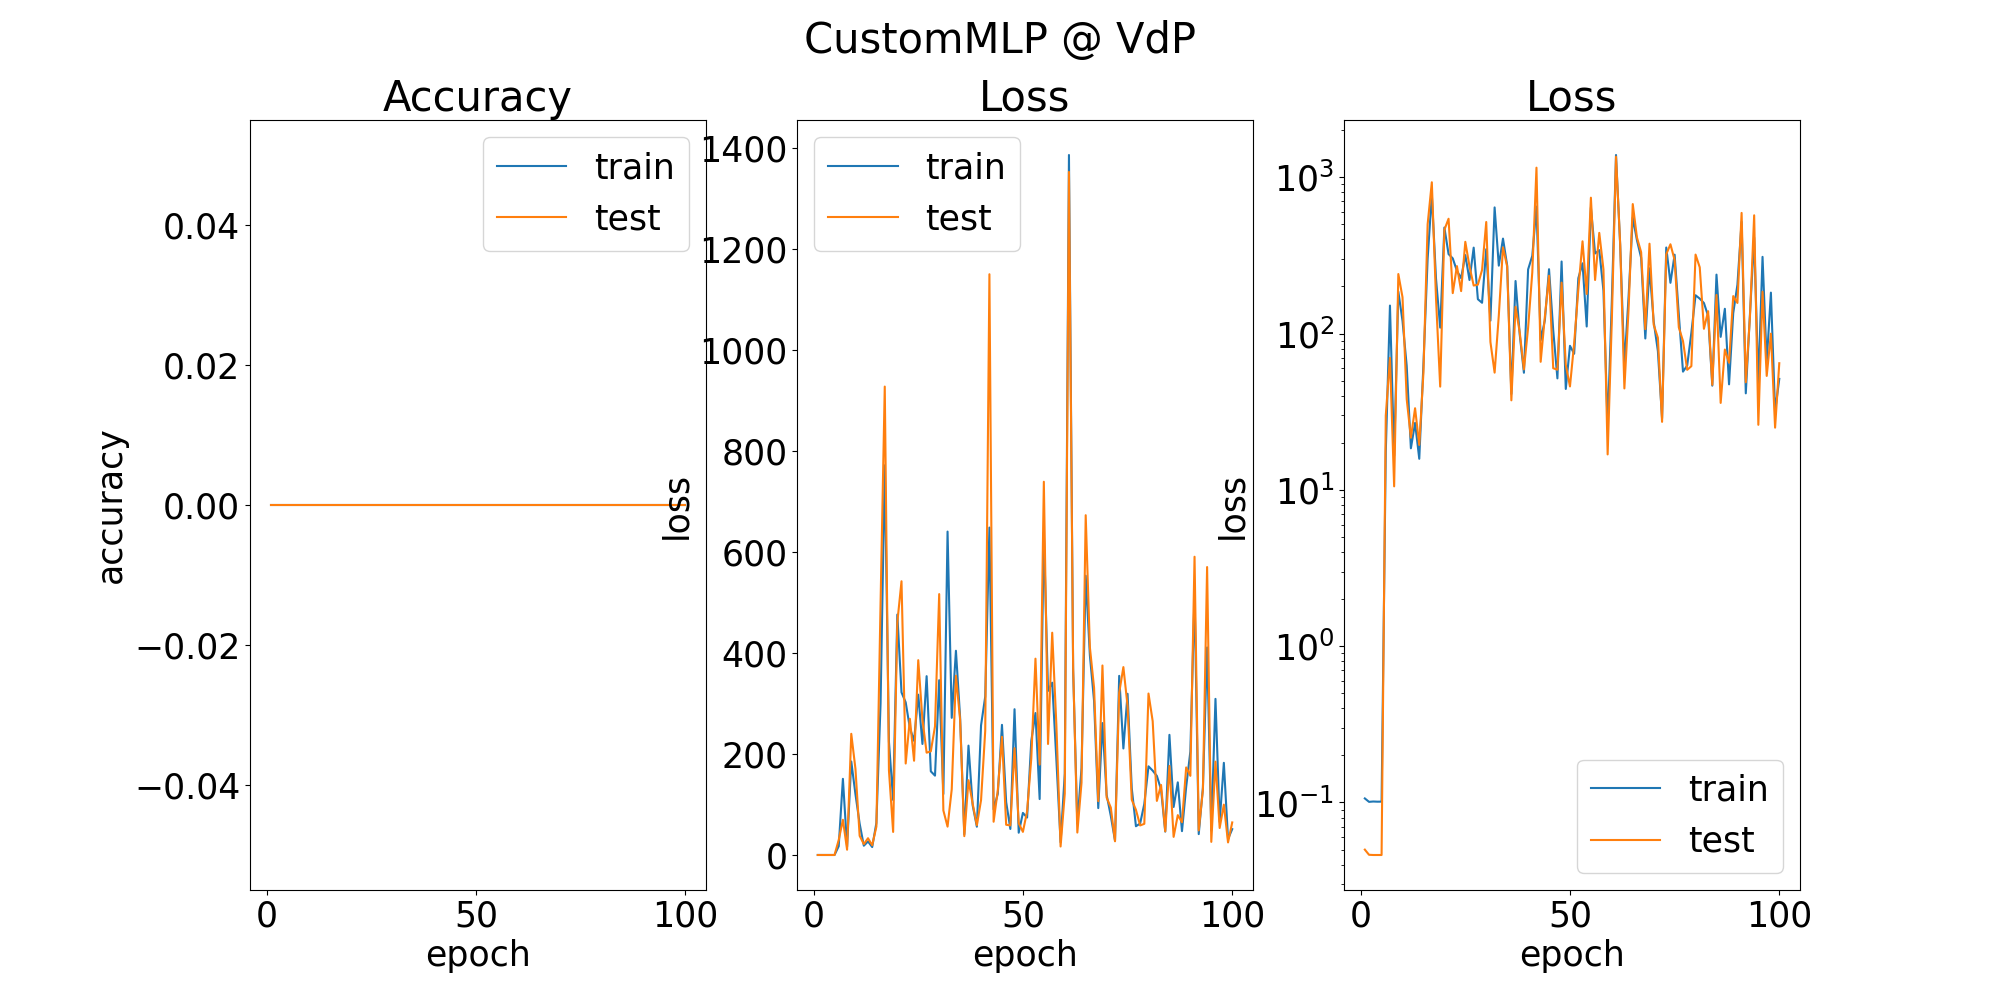 CustomMLP @ VdP
Accuracy
accuracy
0.04
0.02
0.00
−0.02
−0.04
0 50 100
epoch
train
test
Loss
loss
1400
1200
1000
800
600
400
200
0
0 50 100
epoch
train
test
Loss
loss
10³
10²
10¹
10⁰
10⁻¹
0 50 100
epoch
train
test